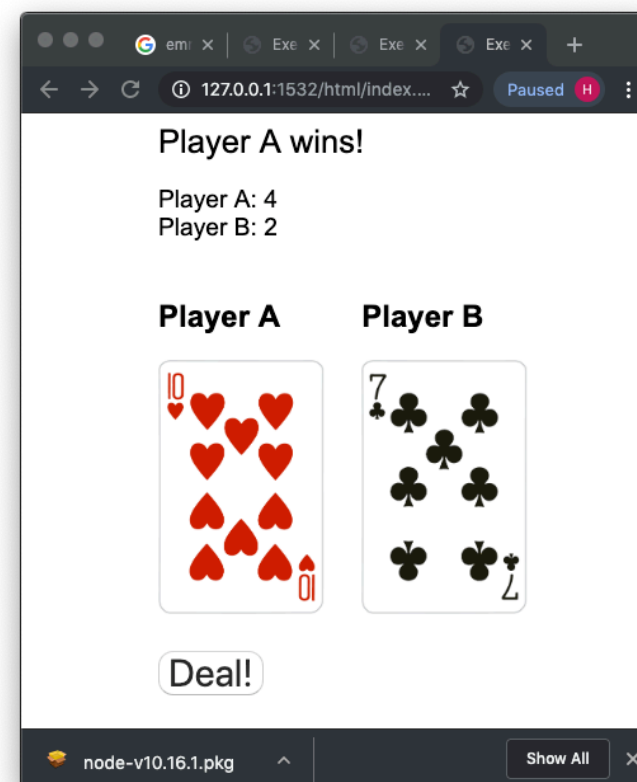 em
Exe
Exe
Exe
127.0.0.1:1532/html/index....
Paused
H
Player A wins!
Player A: 4
Player B: 2
Player A
Player B
10
10
7
7
Deal!
node-v10.16.1.pkg
Show All